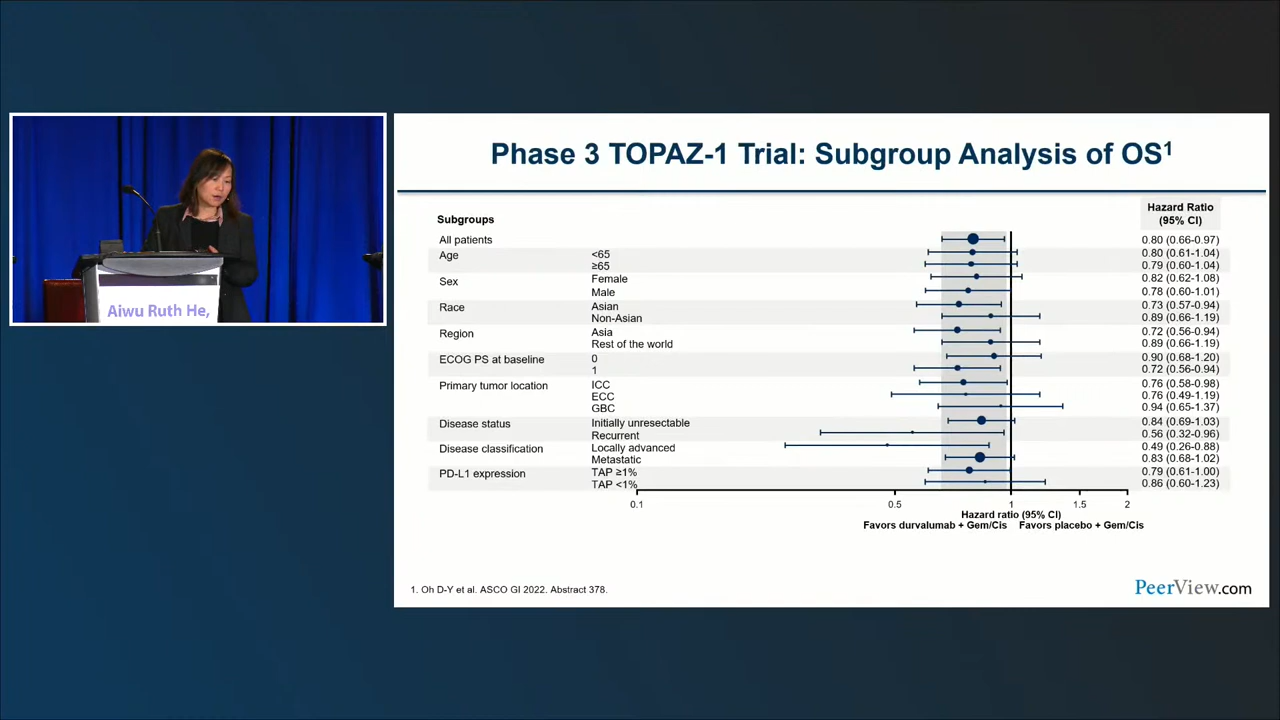 Phase 3 TOPAZ-1 Trial: Subgroup Analysis of OS¹
Aiwu Ruth He,
Subgroups
Hazard Ratio
(95% CI)
All patients 0.80 (0.66-0.97)
Age <65 0.80 (0.61-1.04)
≥65 0.79 (0.60-1.04)
Sex Female 0.82 (0.62-1.08)
Male 0.78 (0.60-1.01)
Race Asian 0.73 (0.57-0.94)
Non-Asian 0.89 (0.66-1.19)
Region Asia 0.72 (0.56-0.94)
Rest of the world 0.89 (0.66-1.19)
ECOG PS at baseline 0 0.90 (0.68-1.20)
1 0.72 (0.56-0.94)
Primary tumor location ICC 0.76 (0.58-0.98)
ECC 0.76 (0.49-1.19)
GBC 0.94 (0.65-1.37)
Disease status Initially unresectable 0.84 (0.69-1.03)
Recurrent 0.56 (0.32-0.96)
Disease classification Locally advanced 0.49 (0.26-0.88)
Metastatic 0.83 (0.68-1.02)
PD-L1 expression TAP ≥1% 0.79 (0.61-1.00)
TAP <1% 0.86 (0.60-1.23)
0.1 0.5 1 1.5 2
Hazard ratio (95% CI)
Favors durvalumab + Gem/Cis Favors placebo + Gem/Cis
1. Oh D-Y et al. ASCO GI 2022. Abstract 378.
PeerView.com